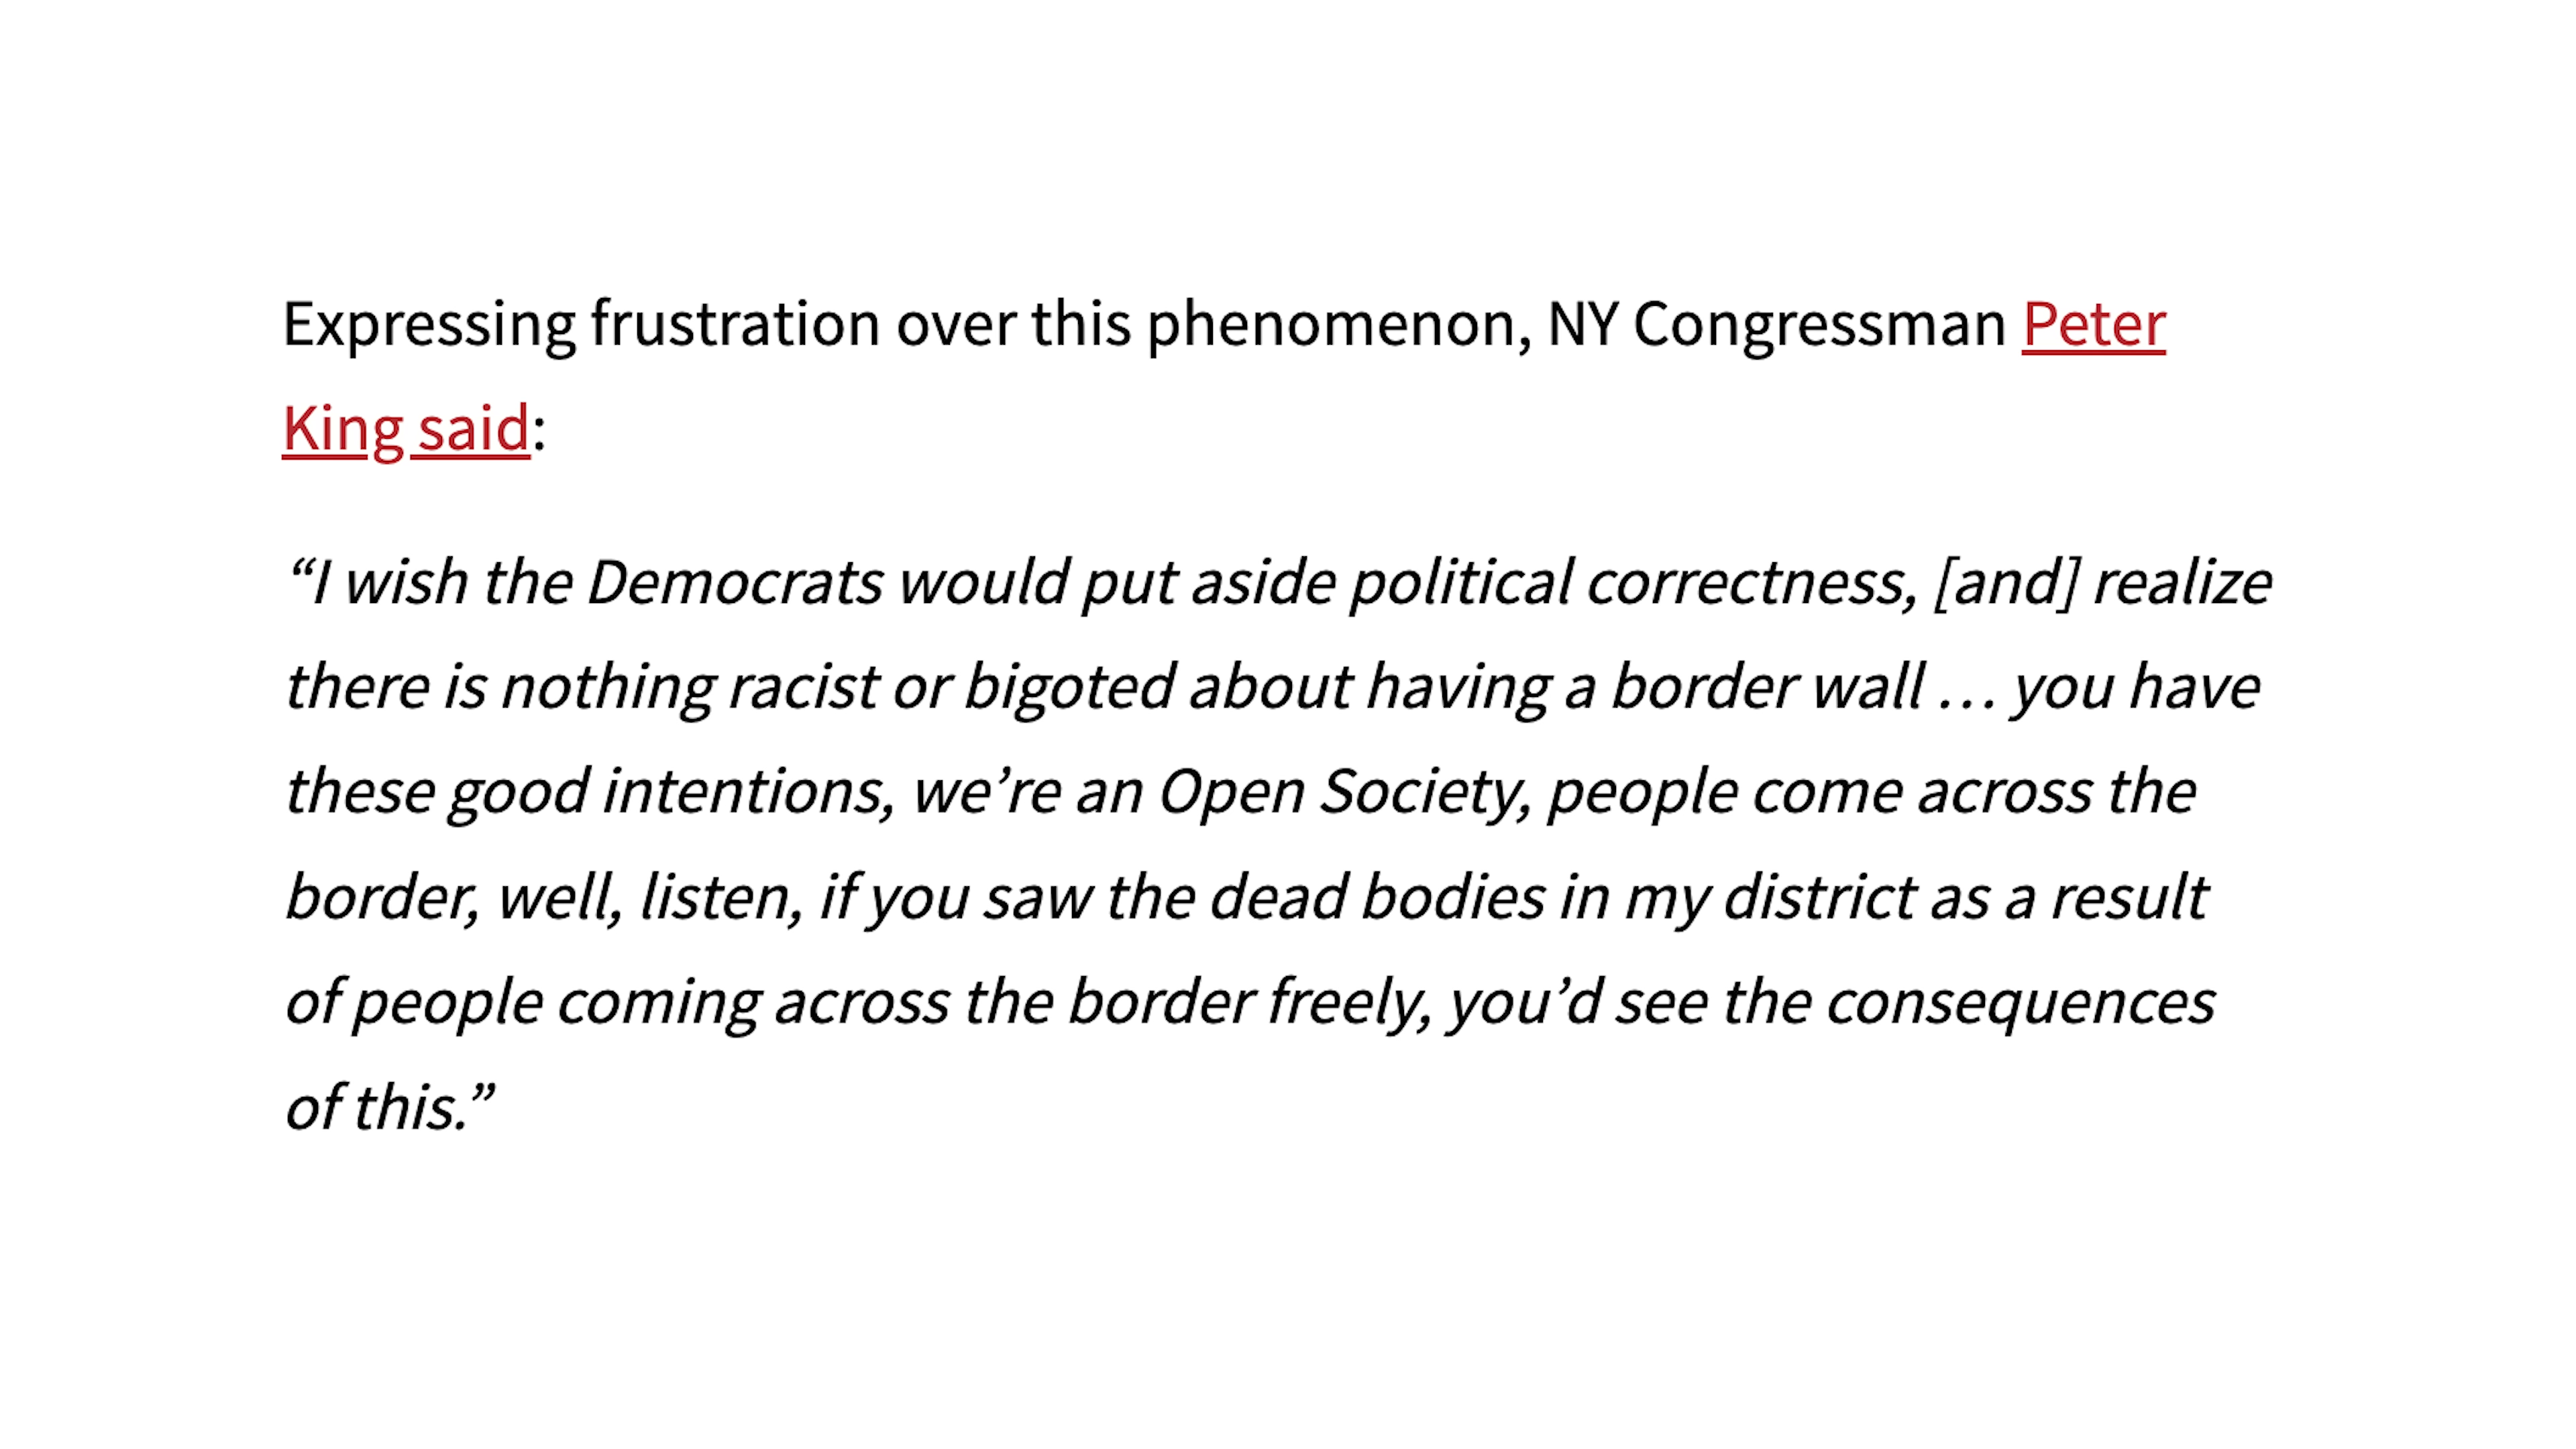 Expressing frustration over this phenomenon, NY Congressman Peter
King said:
“I wish the Democrats would put aside political correctness, [and] realize
there is nothing racist or bigoted about having a border wall … you have
these good intentions, we’re an Open Society, people come across the
border, well, listen, if you saw the dead bodies in my district as a result
of people coming across the border freely, you’d see the consequences
of this.”